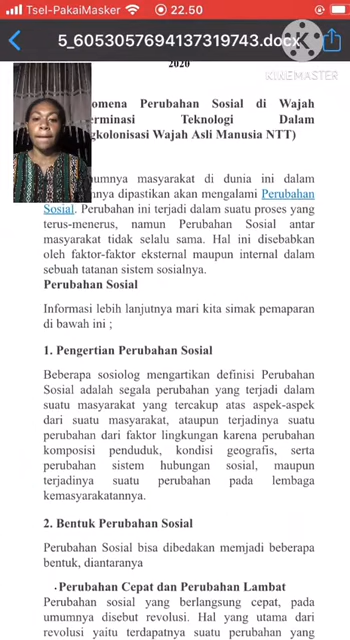 Tsel-PakaiMasker
22.50
5_6053057694137319743.docx
KINEMASTER
2020
omena Perubahan Sosial di Wajah
erminasi Teknologi Dalam
gkolonisasi Wajah Asli Manusia NTT)
umnya masyarakat di dunia ini dalam
nya dipastikan akan mengalami Perubahan
Sosial. Perubahan ini terjadi dalam suatu proses yang
terus-menerus, namun Perubahan Sosial antar
masyarakat tidak selalu sama. Hal ini disebabkan
oleh faktor-faktor eksternal maupun internal dalam
sebuah tatanan sistem sosialnya.
Perubahan Sosial
Informasi lebih lanjutnya mari kita simak pemaparan
di bawah ini ;
1. Pengertian Perubahan Sosial
Beberapa sosiolog mengartikan definisi Perubahan
Sosial adalah segala perubahan yang terjadi dalam
suatu masyarakat yang tercakup atas aspek-aspek
dari suatu masyarakat, ataupun terjadinya suatu
perubahan dari faktor lingkungan karena perubahan
komposisi penduduk, kondisi geografis, serta
perubahan sistem hubungan sosial, maupun
terjadinya suatu perubahan pada lembaga
kemasyarakatannya.
2. Bentuk Perubahan Sosial
Perubahan Sosial bisa dibedakan memjadi beberapa
bentuk, diantaranya
Perubahan Cepat dan Perubahan Lambat
Perubahan sosial yang berlangsung cepat, pada
umumnya disebut revolusi. Hal yang utama dari
revolusi yaitu terdapatnya suatu perubahan yang